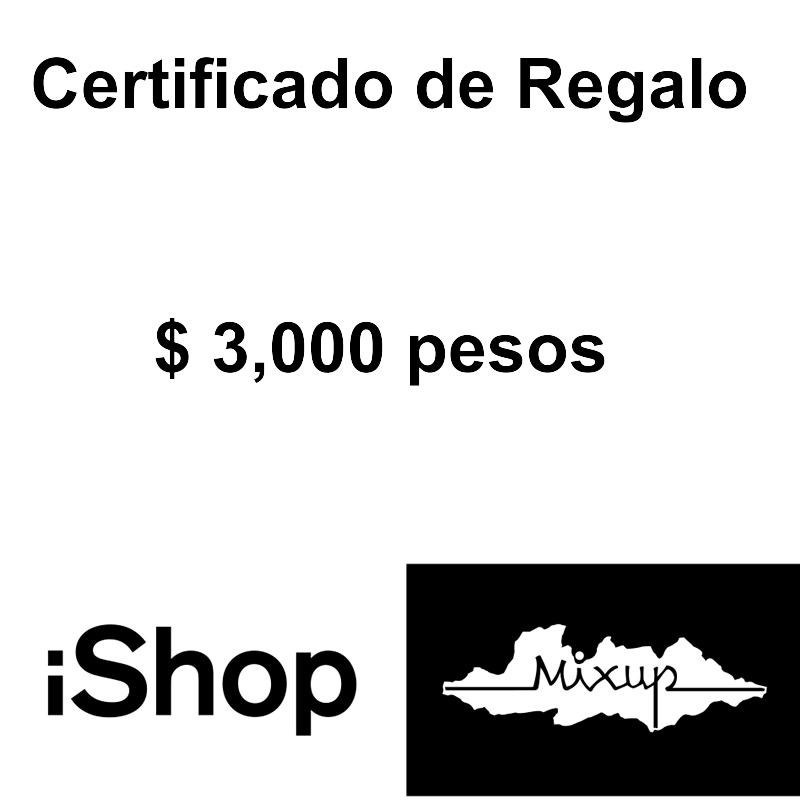 Certificado de Regalo
$ 3,000 pesos
iShop
Mixup